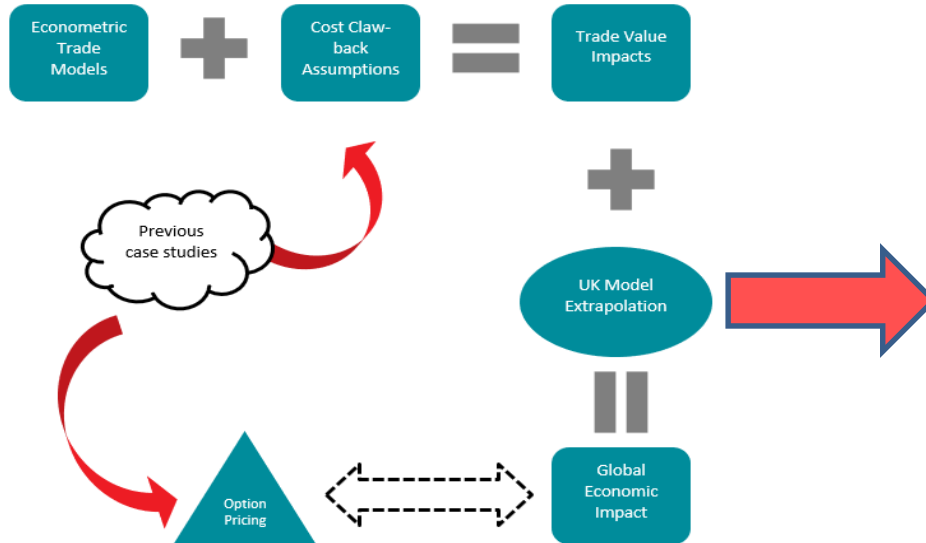 Econometric
Trade
Models
Cost Claw-
back
Assumptions
Trade Value
Impacts
Previous
case studies
UK Model
Extrapolation
Option
Pricing
Global
Economic
Impact